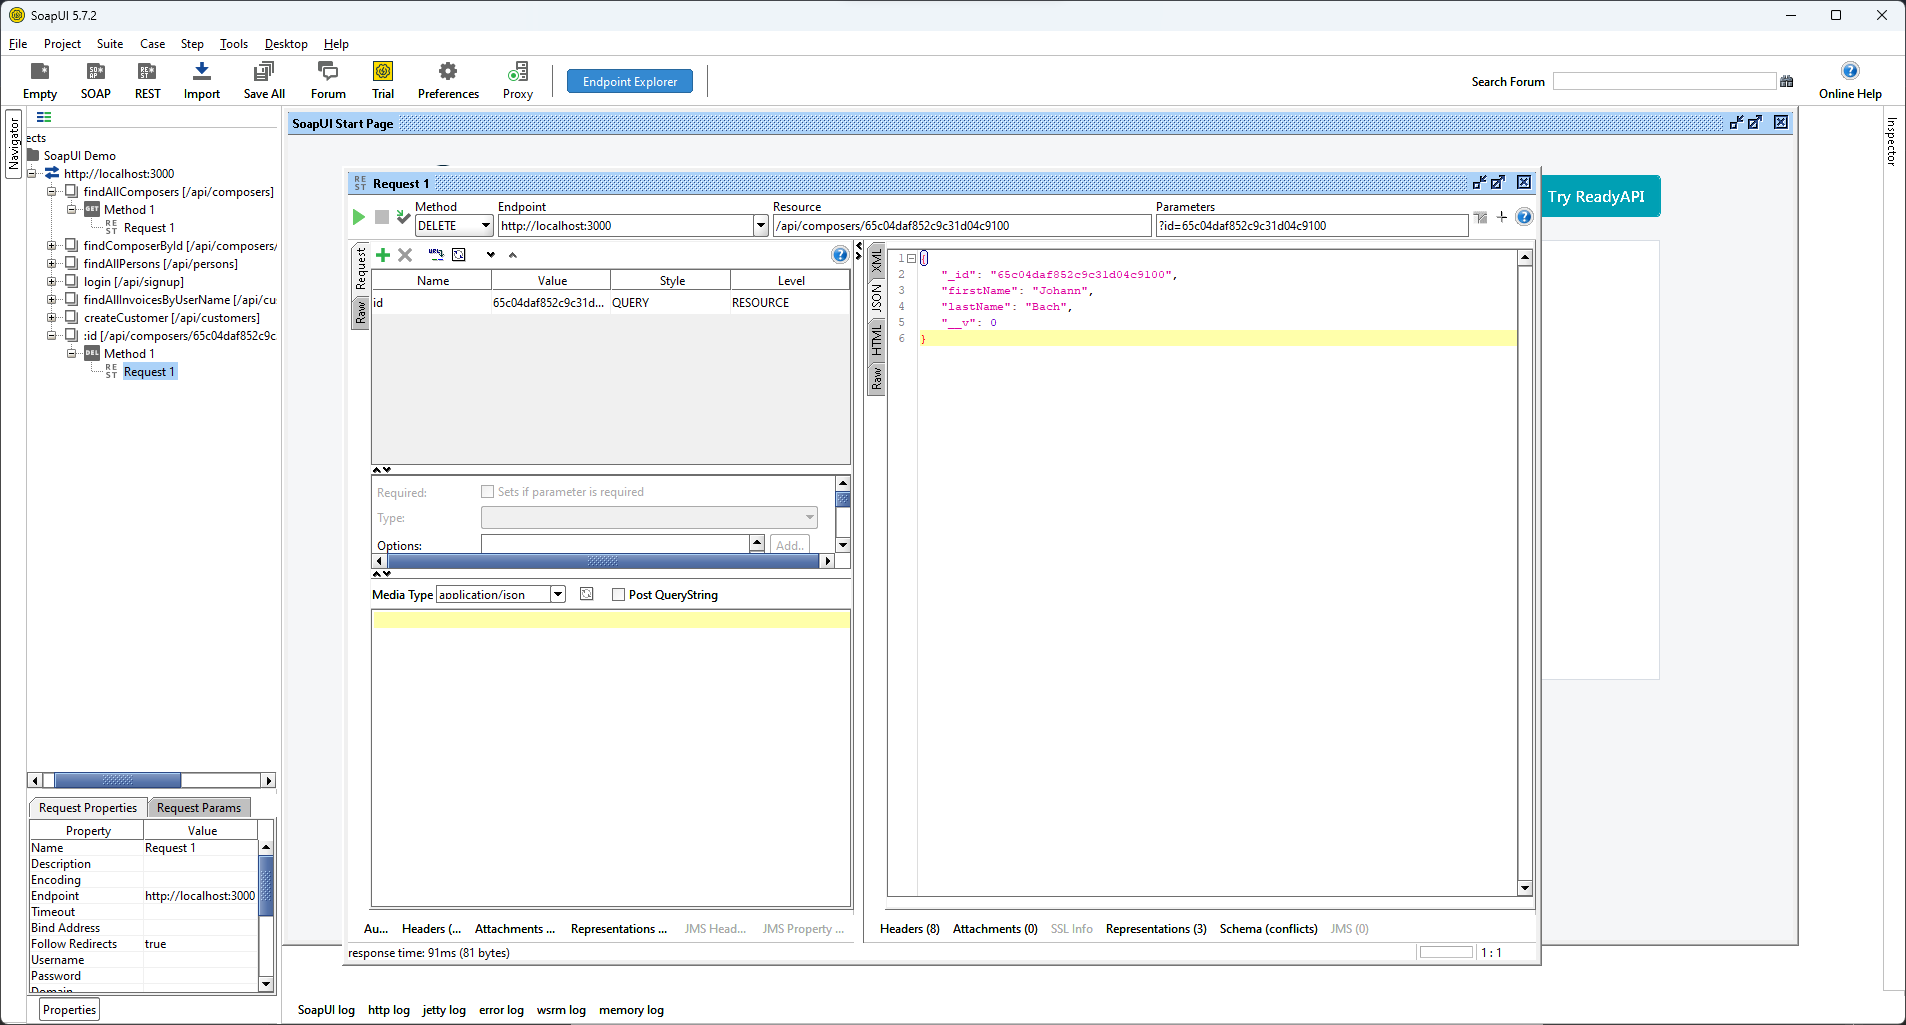 SoapUI 5.7.2
File Project Suite Case Step Tools Desktop Help
Empty SOAP REST Import Save All Forum Trial Preferences Proxy Endpoint Explorer Search Forum Online Help
Navigator
ects
SoapUI Demo
http://localhost:3000
findAllComposers [/api/composers]
GET Method 1
REST Request 1
findComposerById [/api/composers/
findAllPersons [/api/persons]
login [/api/signup]
findAllInvoicesByUserName [/api/cu
createCustomer [/api/customers]
:id [/api/composers/65c04daf852c9c
DEL Method 1
REST Request 1
Request Properties Request Params
Property Value
Name Request 1
Description
Encoding
Endpoint http://localhost:3000
Timeout
Bind Address
Follow Redirects true
Username
Password
Domain
Properties
SoapUI Start Page
Try ReadyAPI
Inspector
REST Request 1
Method Endpoint Resource Parameters
DELETE http://localhost:3000 /api/composers/65c04daf852c9c31d04c9100 ?id=65c04daf852c9c31d04c9100
Request
Raw
Name Value Style Level
id 65c04daf852c9c31d... QUERY RESOURCE
Required: Sets if parameter is required
Type:
Options: Add..
Media Type application/json Post QueryString
Au... Headers (... Attachments ... Representations ... JMS Head... JMS Property ...
XML
JSON
HTML
Raw
1 {
2 "_id": "65c04daf852c9c31d04c9100",
3 "firstName": "Johann",
4 "lastName": "Bach",
5 "__v": 0
6 }
Headers (8) Attachments (0) SSL Info Representations (3) Schema (conflicts) JMS (0)
response time: 91ms (81 bytes) 1 : 1
SoapUI log http log jetty log error log wsrm log memory log